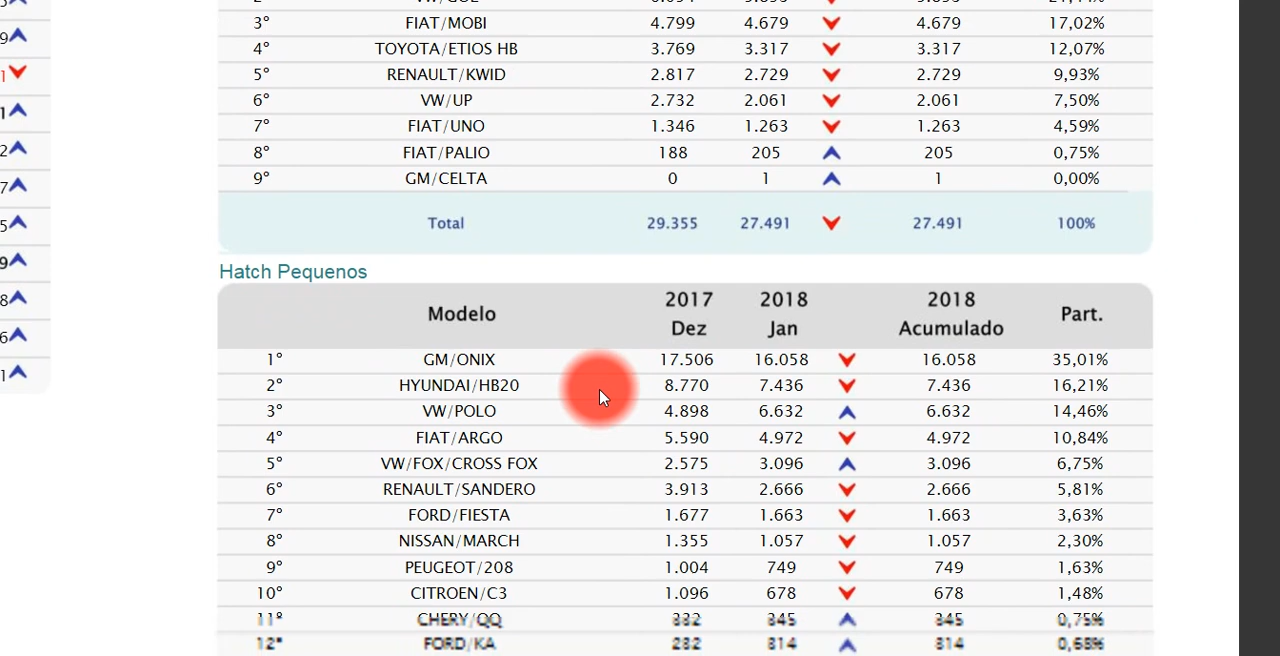 3° FIAT/MOBI 4.799 4.679 4.679 17,02%
4° TOYOTA/ETIOS HB 3.769 3.317 3.317 12,07%
5° RENAULT/KWID 2.817 2.729 2.729 9,93%
6° VW/UP 2.732 2.061 2.061 7,50%
7° FIAT/UNO 1.346 1.263 1.263 4,59%
8° FIAT/PALIO 188 205 205 0,75%
9° GM/CELTA 0 1 1 0,00%
Total 29.355 27.491 27.491 100%
Hatch Pequenos
Modelo 2017 Dez 2018 Jan 2018 Acumulado Part.
1° GM/ONIX 17.506 16.058 16.058 35,01%
2° HYUNDAI/HB20 8.770 7.436 7.436 16,21%
3° VW/POLO 4.898 6.632 6.632 14,46%
4° FIAT/ARGO 5.590 4.972 4.972 10,84%
5° VW/FOX/CROSS FOX 2.575 3.096 3.096 6,75%
6° RENAULT/SANDERO 3.913 2.666 2.666 5,81%
7° FORD/FIESTA 1.677 1.663 1.663 3,63%
8° NISSAN/MARCH 1.355 1.057 1.057 2,30%
9° PEUGEOT/208 1.004 749 749 1,63%
10° CITROEN/C3 1.096 678 678 1,48%
11° CHERY/QQ 0,75%
12° FORD/KA 0,68%